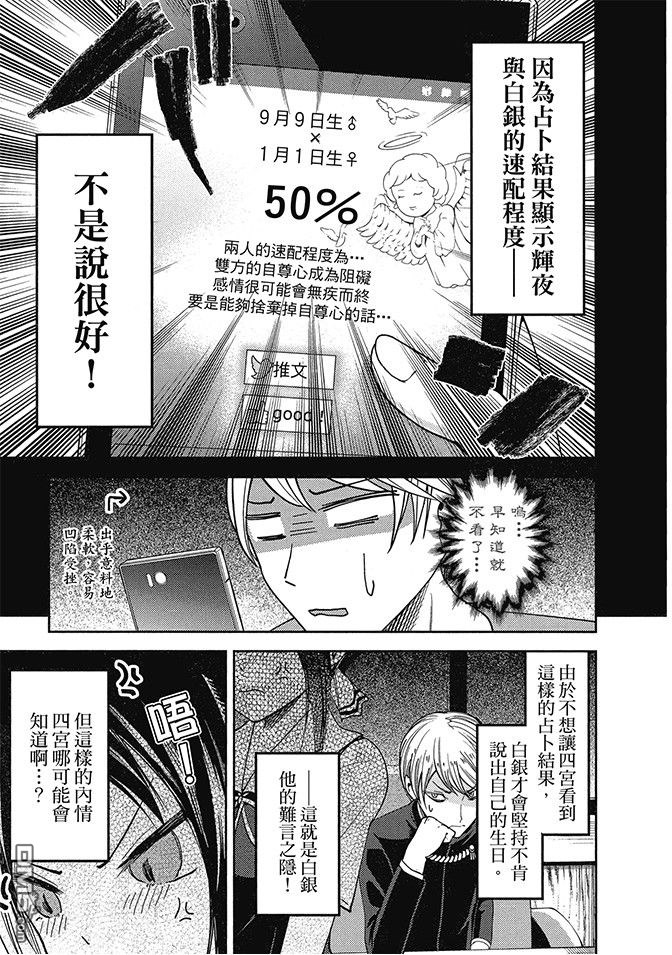 因為占卜結果顯示輝夜
與白銀的速配程度——
9月9日生♂
×
1月1日生♀
50%
兩人的速配程度為…
雙方的自尊心成為阻礙
感情很可能會無疾而終
要是能夠捨棄掉自尊心的話…
推文
good!
不是說很好！
嗚…
早知道就
不看了…
出乎意料地
柔軟，容易
凹陷受挫
由於不想讓四宮看到
這樣的占卜結果，
白銀才會堅持不肯
說出自己的生日。
——這就是白銀
他的難言之隱！
唔！
但這樣的內情
四宮哪可能會
知道啊…？